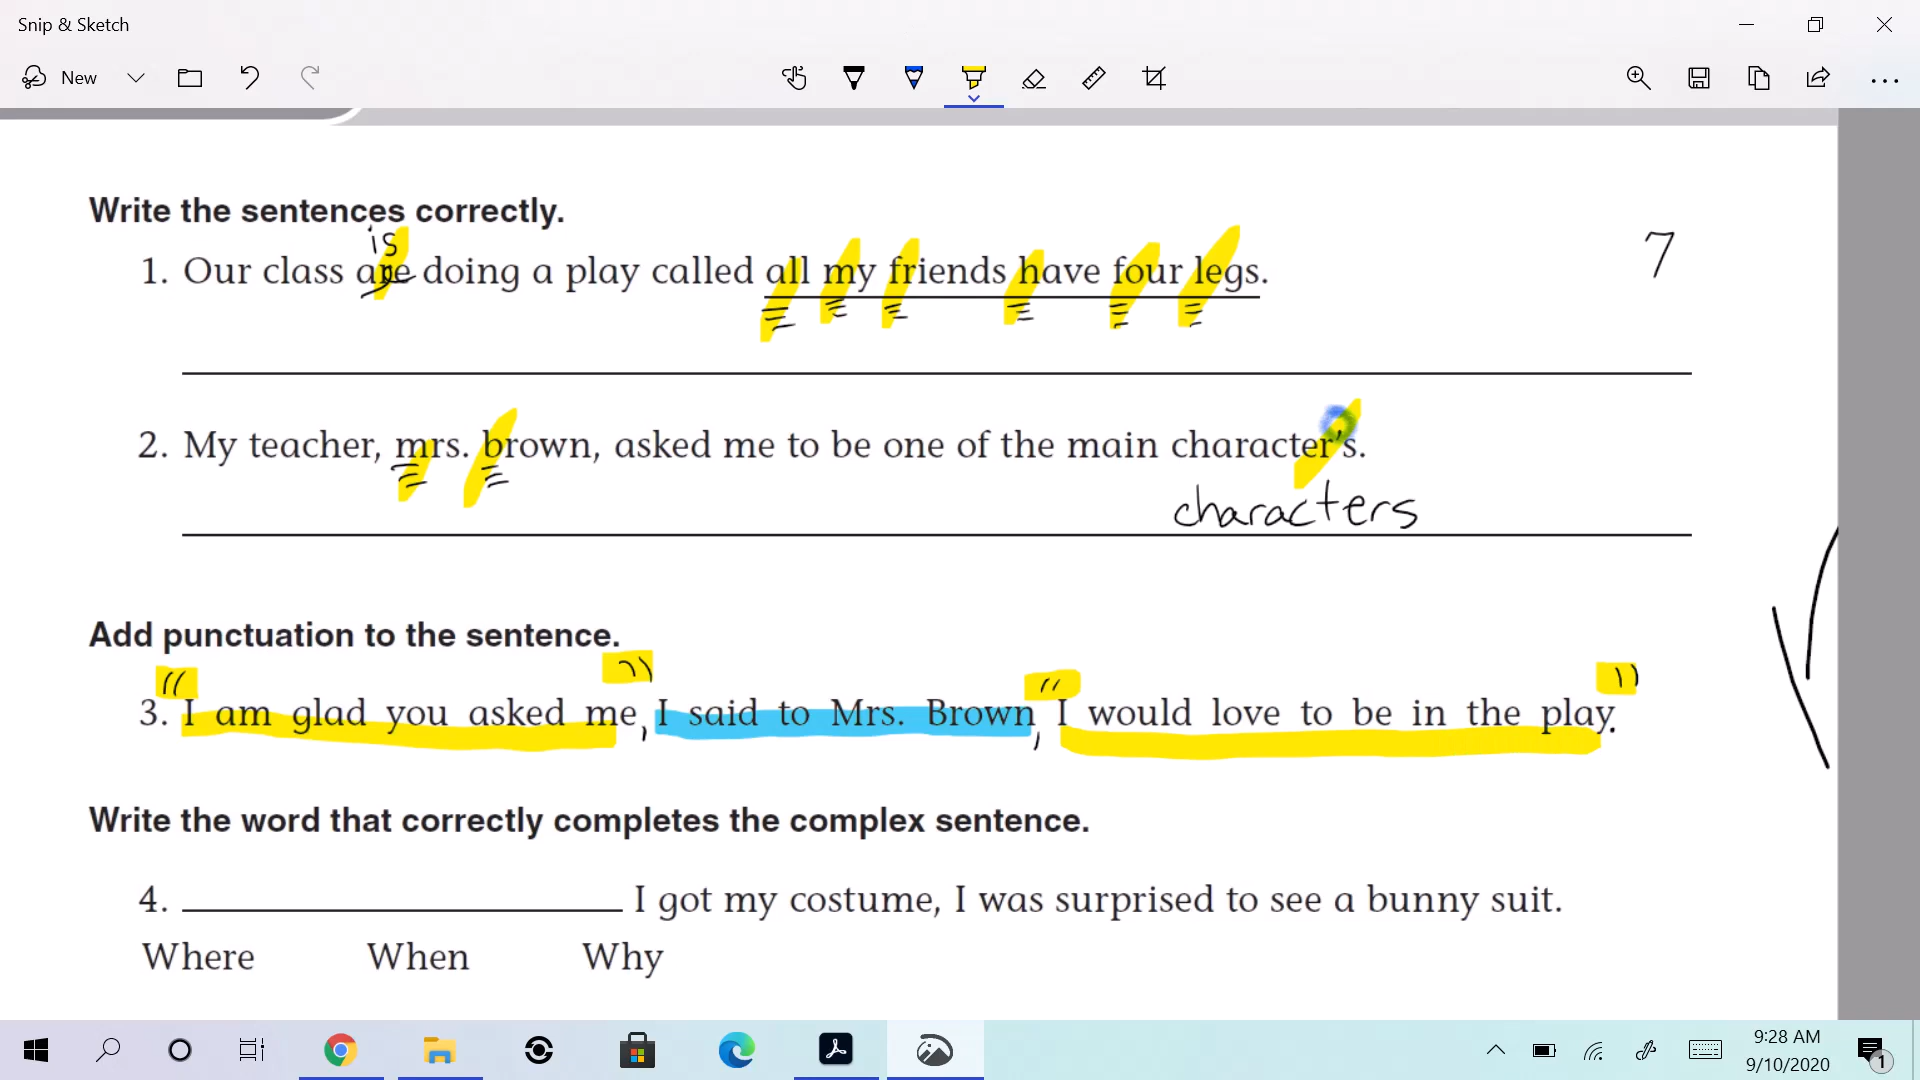 Snip & Sketch
New
Write the sentences correctly.
is
1. Our class are doing a play called all my friends have four legs.
7
2. My teacher, mrs. brown, asked me to be one of the main character's.
characters
Add punctuation to the sentence.
" " " "
3. I am glad you asked me, I said to Mrs. Brown, I would love to be in the play.
Write the word that correctly completes the complex sentence.
4. ____________________ I got my costume, I was surprised to see a bunny suit.
Where When Why
9:28 AM
9/10/2020
1